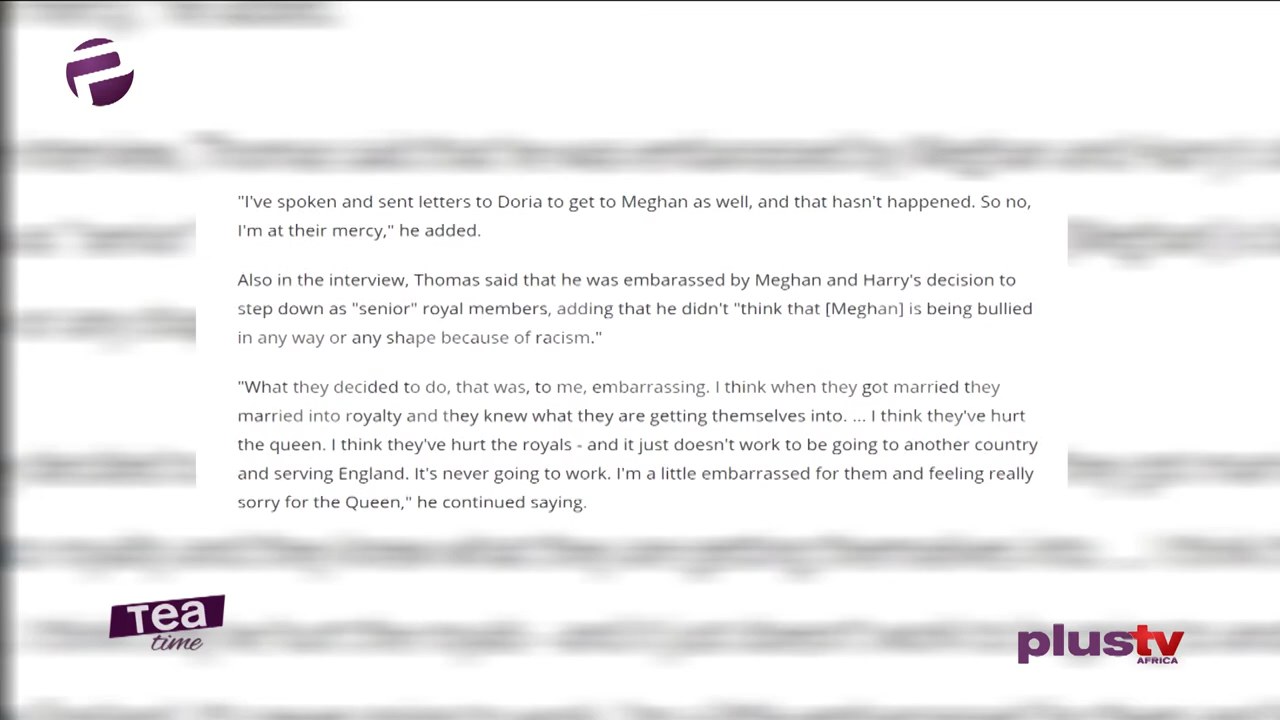 "I've spoken and sent letters to Doria to get to Meghan as well, and that hasn't happened. So no,
I'm at their mercy," he added.
Also in the interview, Thomas said that he was embarassed by Meghan and Harry's decision to
step down as "senior" royal members, adding that he didn't "think that [Meghan] is being bullied
in any way or any shape because of racism."
"What they decided to do, that was, to me, embarrassing. I think when they got married they
married into royalty and they knew what they are getting themselves into. ... I think they've hurt
the queen. I think they've hurt the royals - and it just doesn't work to be going to another country
and serving England. It's never going to work. I'm a little embarrassed for them and feeling really
sorry for the Queen," he continued saying.
Tea
time
plustv
AFRICA